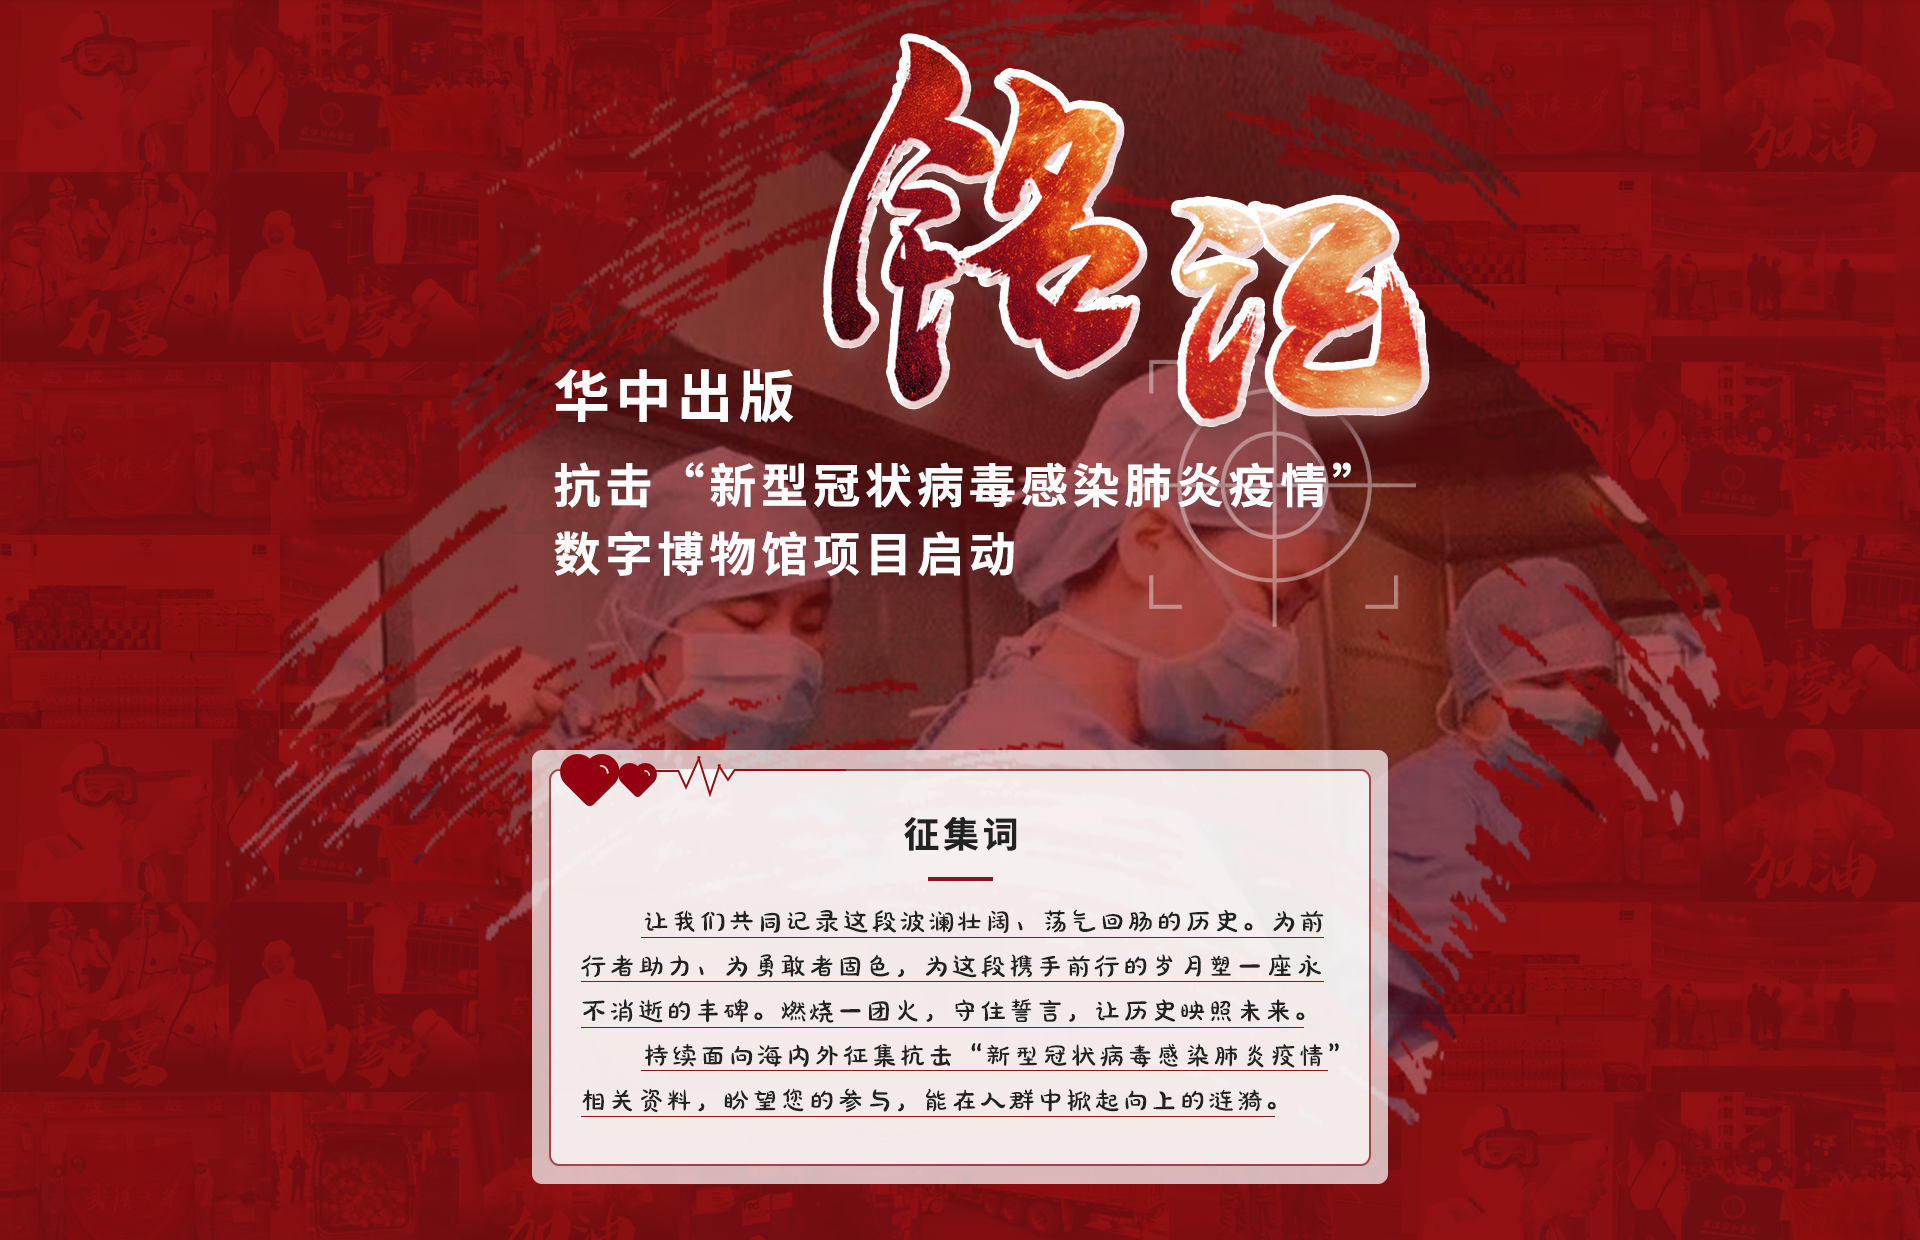 铭记
华中出版
抗击“新型冠状病毒感染肺炎疫情”
数字博物馆项目启动
征集词
让我们共同记录这段波澜壮阔、荡气回肠的历史。为前
行者助力、为勇敢者固色，为这段携手前行的岁月塑一座永
不消逝的丰碑。燃烧一团火，守住誓言，让历史映照未来。
持续面向海内外征集抗击“新型冠状病毒感染肺炎疫情”
相关资料，盼望您的参与，能在人群中掀起向上的涟漪。
加油
力量
加油
力量
加油